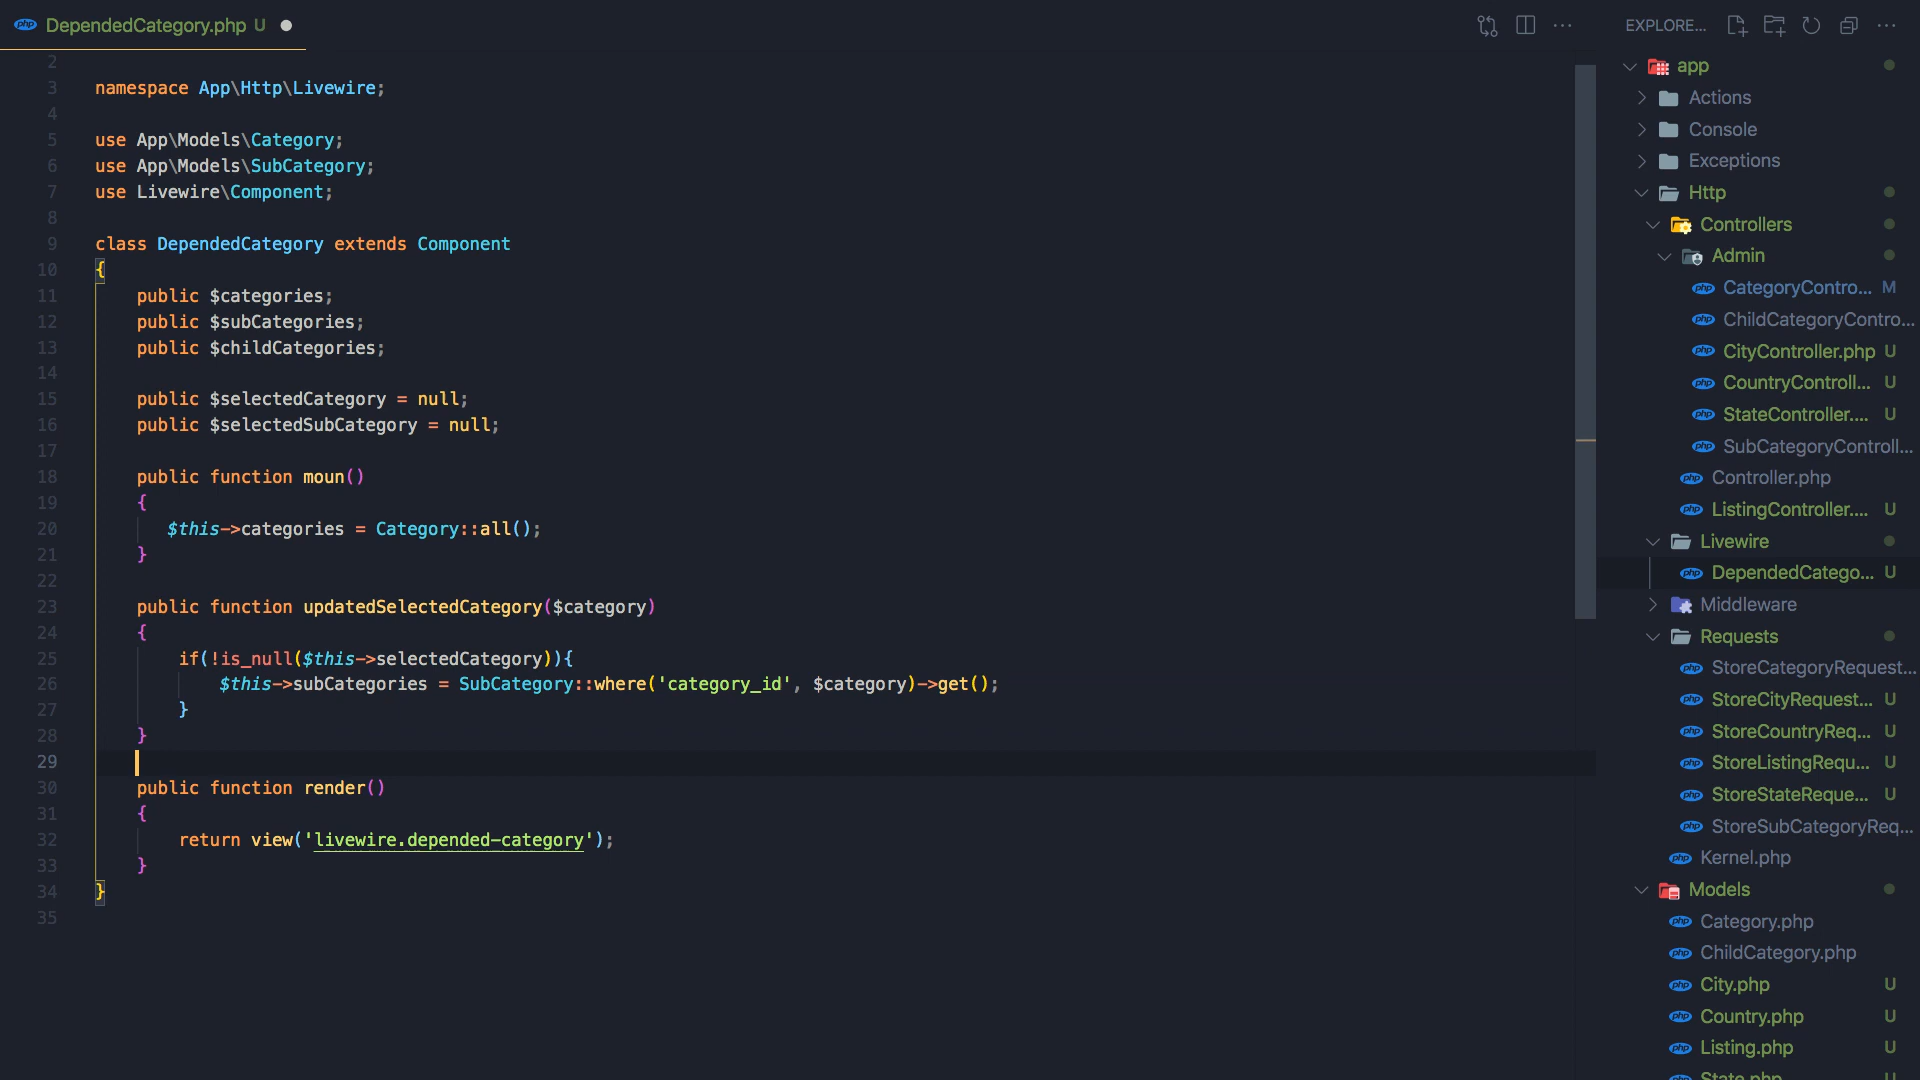 DependedCategory.php U
EXPLORE...
2
3 namespace App\Http\Livewire;
4
5 use App\Models\Category;
6 use App\Models\SubCategory;
7 use Livewire\Component;
8
9 class DependedCategory extends Component
10 {
11 public $categories;
12 public $subCategories;
13 public $childCategories;
14
15 public $selectedCategory = null;
16 public $selectedSubCategory = null;
17
18 public function moun()
19 {
20 $this->categories = Category::all();
21 }
22
23 public function updatedSelectedCategory($category)
24 {
25 if(!is_null($this->selectedCategory)){
26 $this->subCategories = SubCategory::where('category_id', $category)->get();
27 }
28 }
29
30 public function render()
31 {
32 return view('livewire.depended-category');
33 }
34 }
35
app
Actions
Console
Exceptions
Http
Controllers
Admin
CategoryContro... M
ChildCategoryContro...
CityController.php U
CountryControll... U
StateController.... U
SubCategoryControll...
Controller.php
ListingController.... U
Livewire
DependedCatego... U
Middleware
Requests
StoreCategoryRequest...
StoreCityRequest... U
StoreCountryReq... U
StoreListingRequ... U
StoreStateReque... U
StoreSubCategoryReq...
Kernel.php
Models
Category.php
ChildCategory.php
City.php U
Country.php U
Listing.php U
State.php U